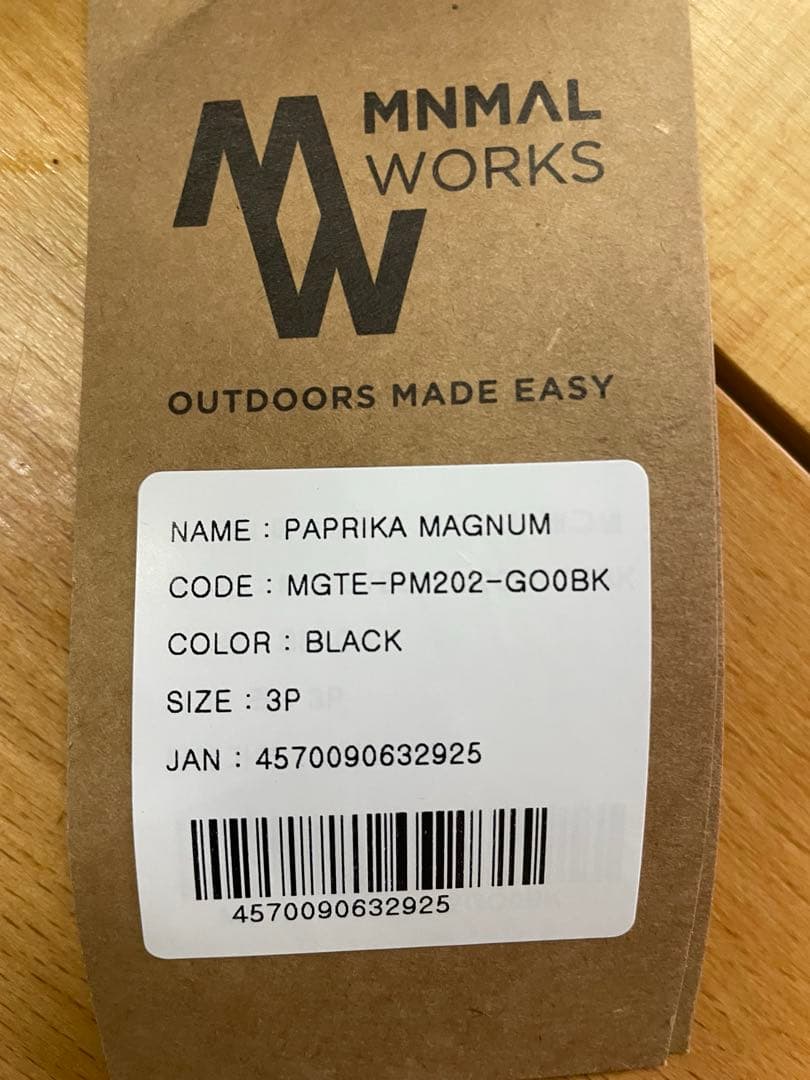 MNMAL
WORKS
OUTDOORS MADE EASY
NAME : PAPRIKA MAGNUM
CODE : MGTE-PM202-GO0BK
COLOR : BLACK
SIZE : 3P
JAN : 4570090632925
4570090632925